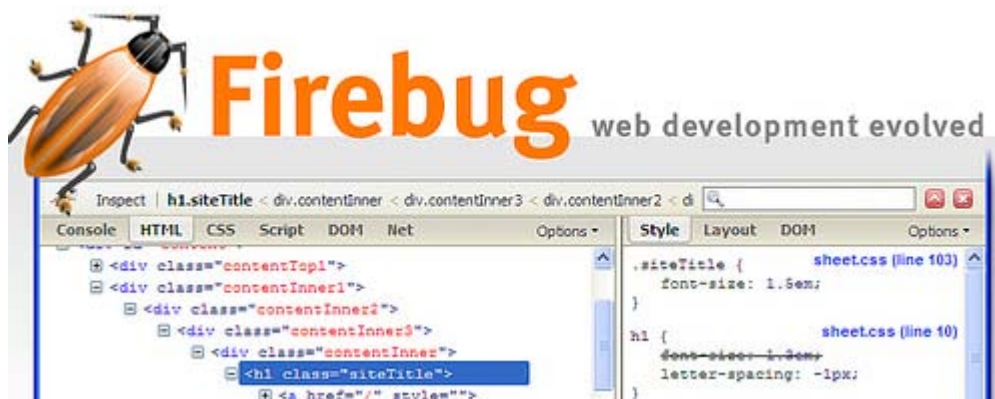 Firebug web development evolved
Inspect | h1.siteTitle < div.contentInner < div.contentInner3 < div.contentInner2 < di
Console HTML CSS Script DOM Net Options
Style Layout DOM Options
<div class="contentTop1">
<div class="contentInner1">
<div class="contentInner2">
<div class="contentInner3">
<div class="contentInner">
<h1 class="siteTitle">
<a href="/" style="">
.siteTitle { sheet.css (line 103)
font-size: 1.5em;
}
h1 { sheet.css (line 10)
font-size: 1.3em;
letter-spacing: -1px;
}